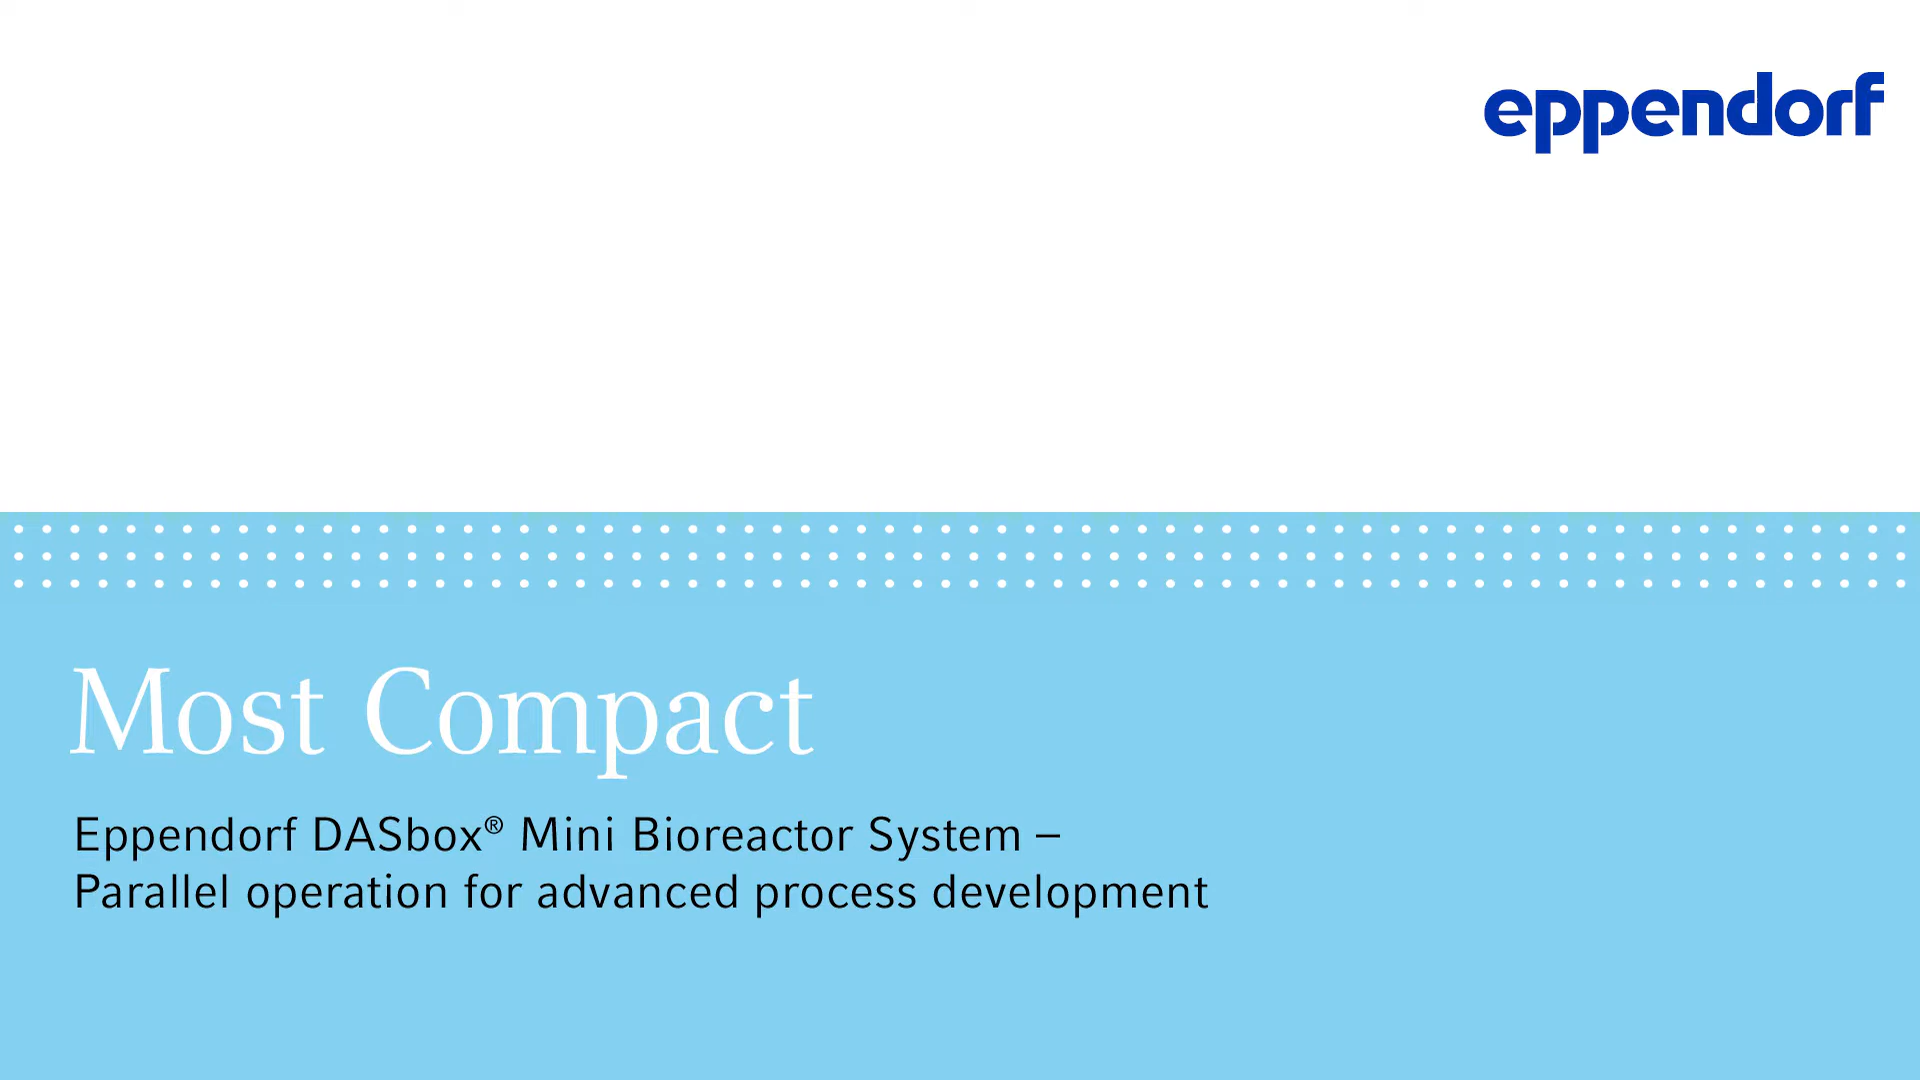 eppendorf
Most Compact
Eppendorf DASbox® Mini Bioreactor System –
Parallel operation for advanced process development